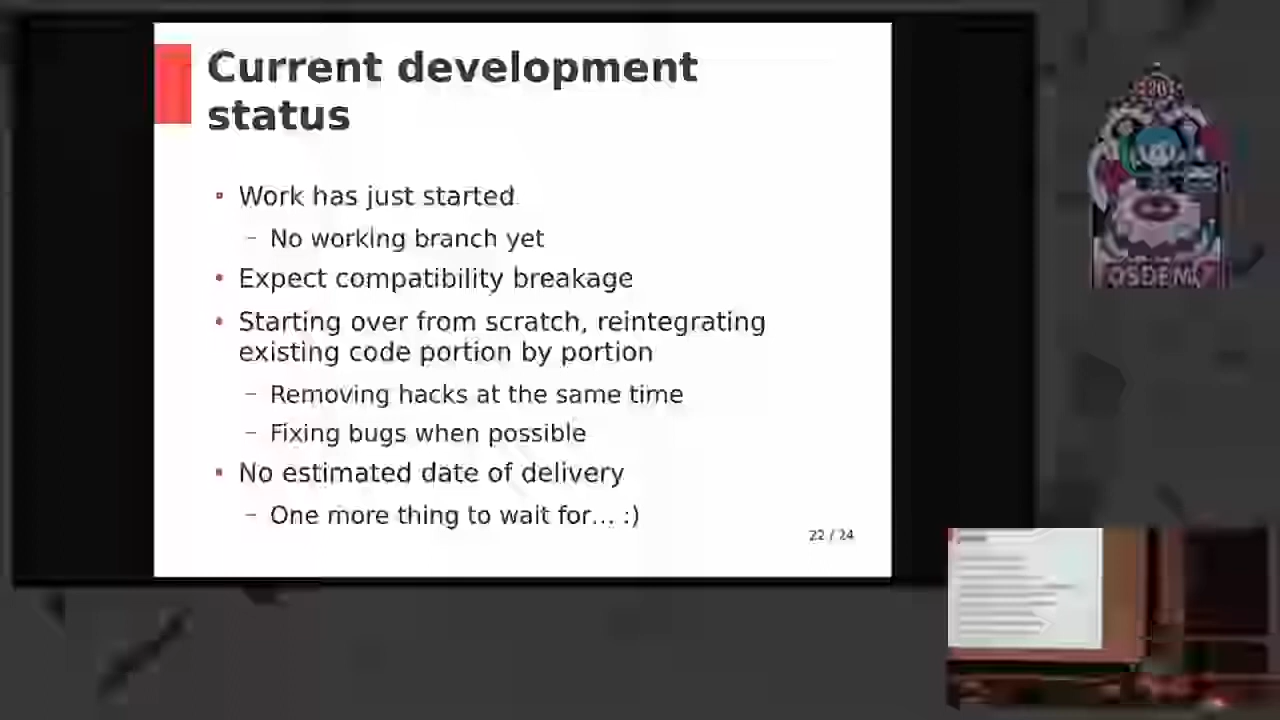 Current development
status
Work has just started
– No working branch yet
Expect compatibility breakage
Starting over from scratch, reintegrating
existing code portion by portion
– Removing hacks at the same time
– Fixing bugs when possible
No estimated date of delivery
– One more thing to wait for... :)
22 / 24